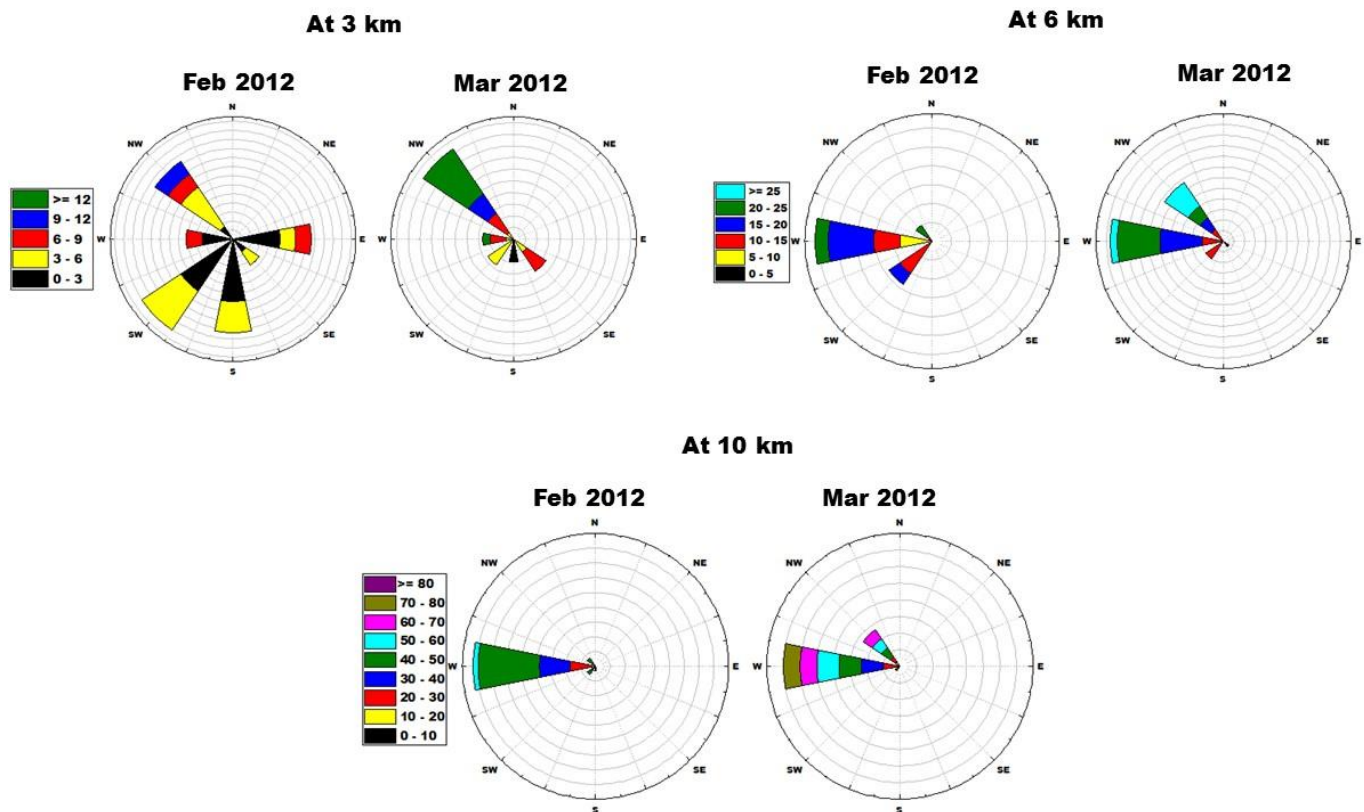 At 3 km
Feb 2012
Mar 2012
N
NW
NE
W
E
SW
SE
S
N
NW
NE
W
E
SW
SE
S
>= 12
9 - 12
6 - 9
3 - 6
0 - 3
At 6 km
Feb 2012
Mar 2012
N
NW
NE
W
E
SW
SE
S
N
NW
NE
W
E
SW
SE
S
>= 25
20 - 25
15 - 20
10 - 15
5 - 10
0 - 5
At 10 km
Feb 2012
Mar 2012
N
NW
NE
W
E
SW
SE
S
N
NW
NE
W
E
SW
SE
S
>= 80
70 - 80
60 - 70
50 - 60
40 - 50
30 - 40
20 - 30
10 - 20
0 - 10